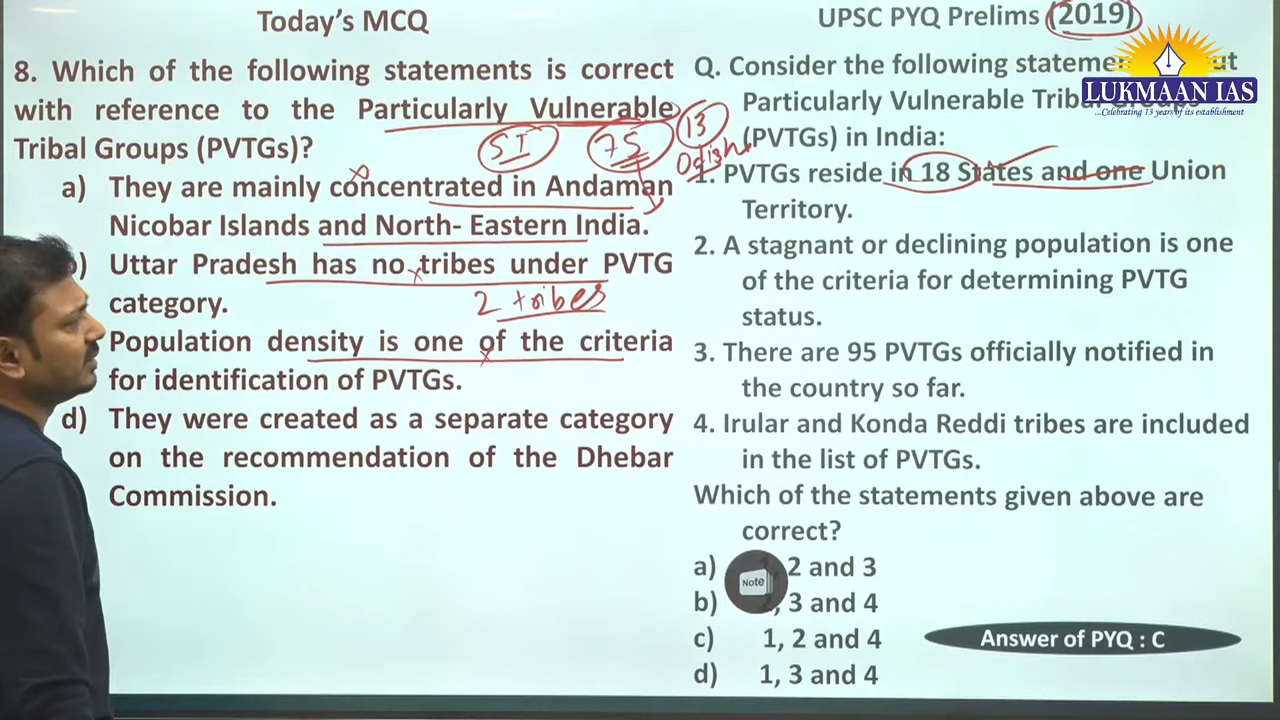 Today's MCQ
8. Which of the following statements is correct
with reference to the Particularly Vulnerable
Tribal Groups (PVTGs)?
a) They are mainly concentrated in Andaman
Nicobar Islands and North- Eastern India.
) Uttar Pradesh has no tribes under PVTG
category.
2 tribes
Population density is one of the criteria
for identification of PVTGs.
d) They were created as a separate category
on the recommendation of the Dhebar
Commission.
75
13
UPSC PYQ Prelims (2019)
LUKMAAN IAS
...Celebrating 13 years of its establishment
Q. Consider the following
Particularly Vulnerable
(PVTGs) in India:
1. PVTGs reside in 18 States and one Union
Territory.
2. A stagnant or declining population is one
of the criteria for determining PVTG
status.
3. There are 95 PVTGs officially notified in
the country so far.
4. Irular and Konda Reddi tribes are included
in the list of PVTGs.
Which of the statements given above are
correct?
a) 2 and 3
b) , 3 and 4
c) 1, 2 and 4
d) 1, 3 and 4
Note
Answer of PYQ : C